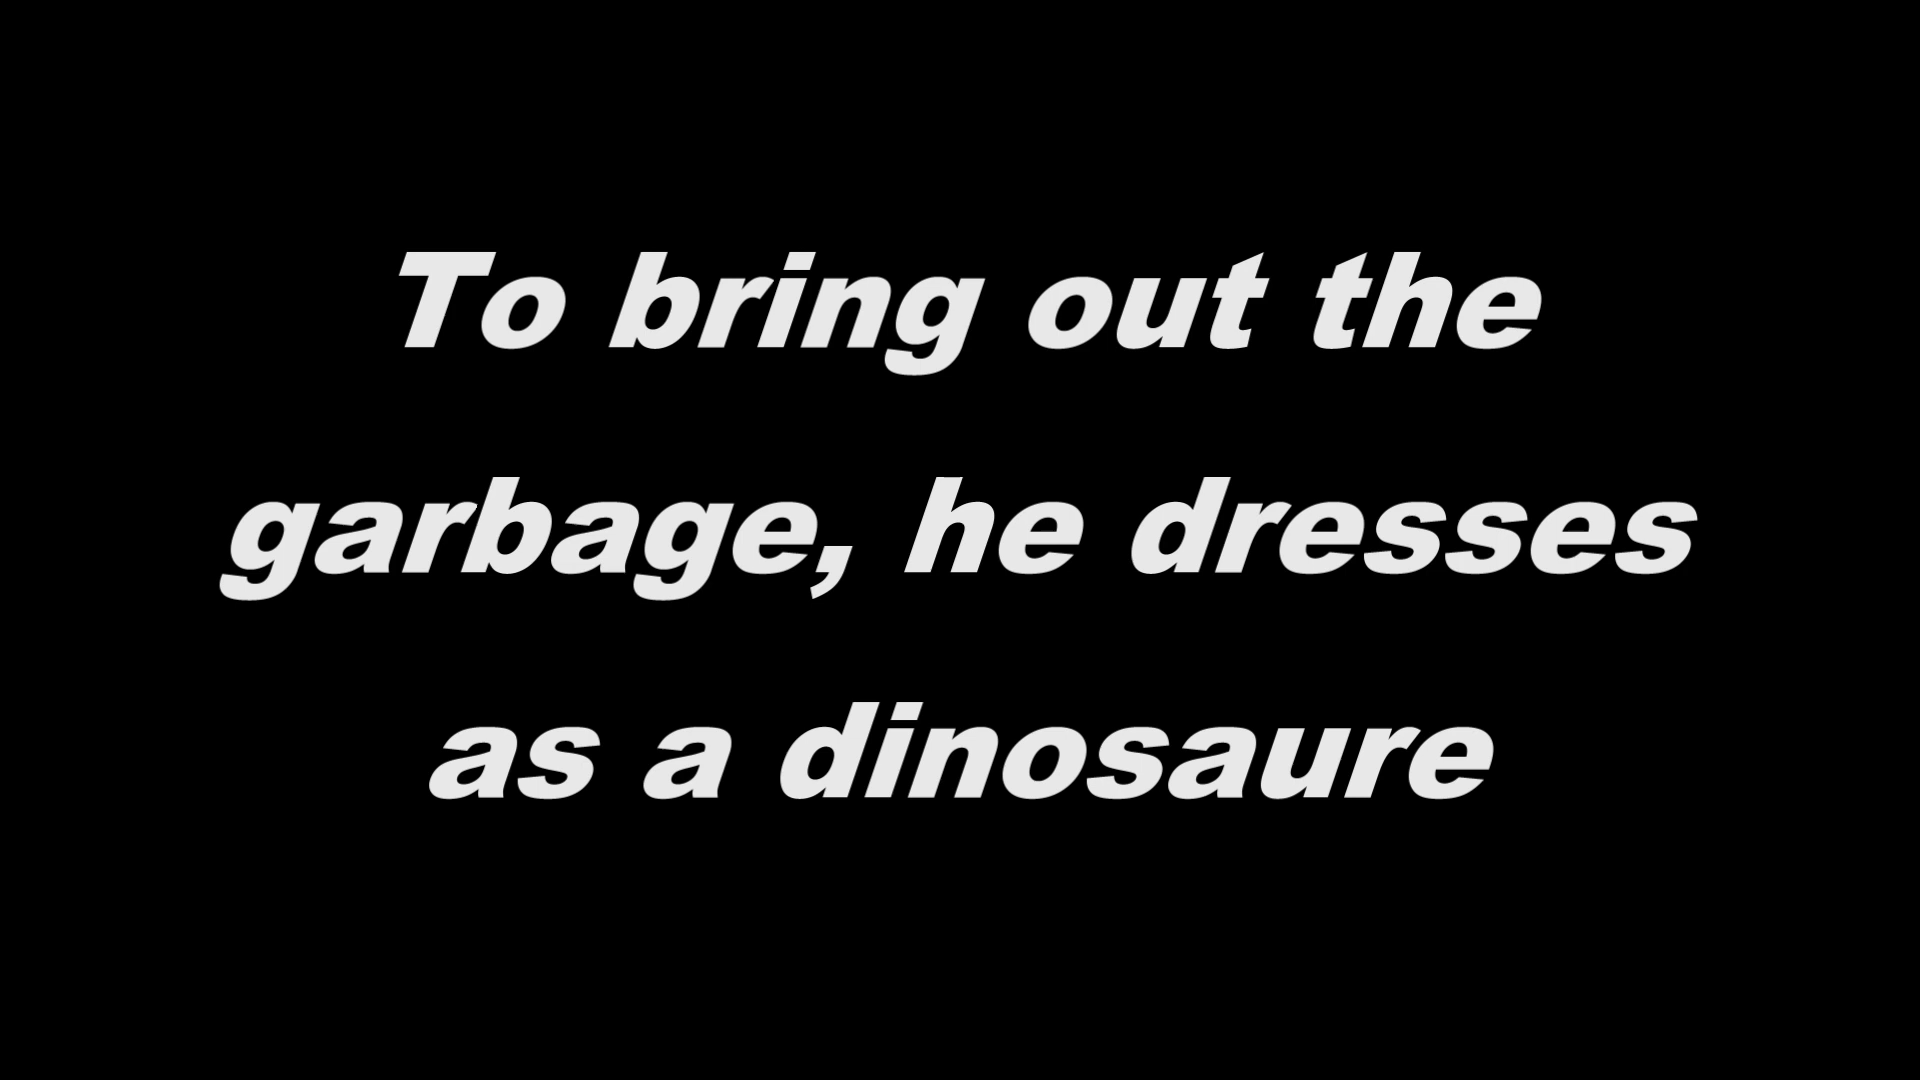 To bring out the
garbage, he dresses
as a dinosaure